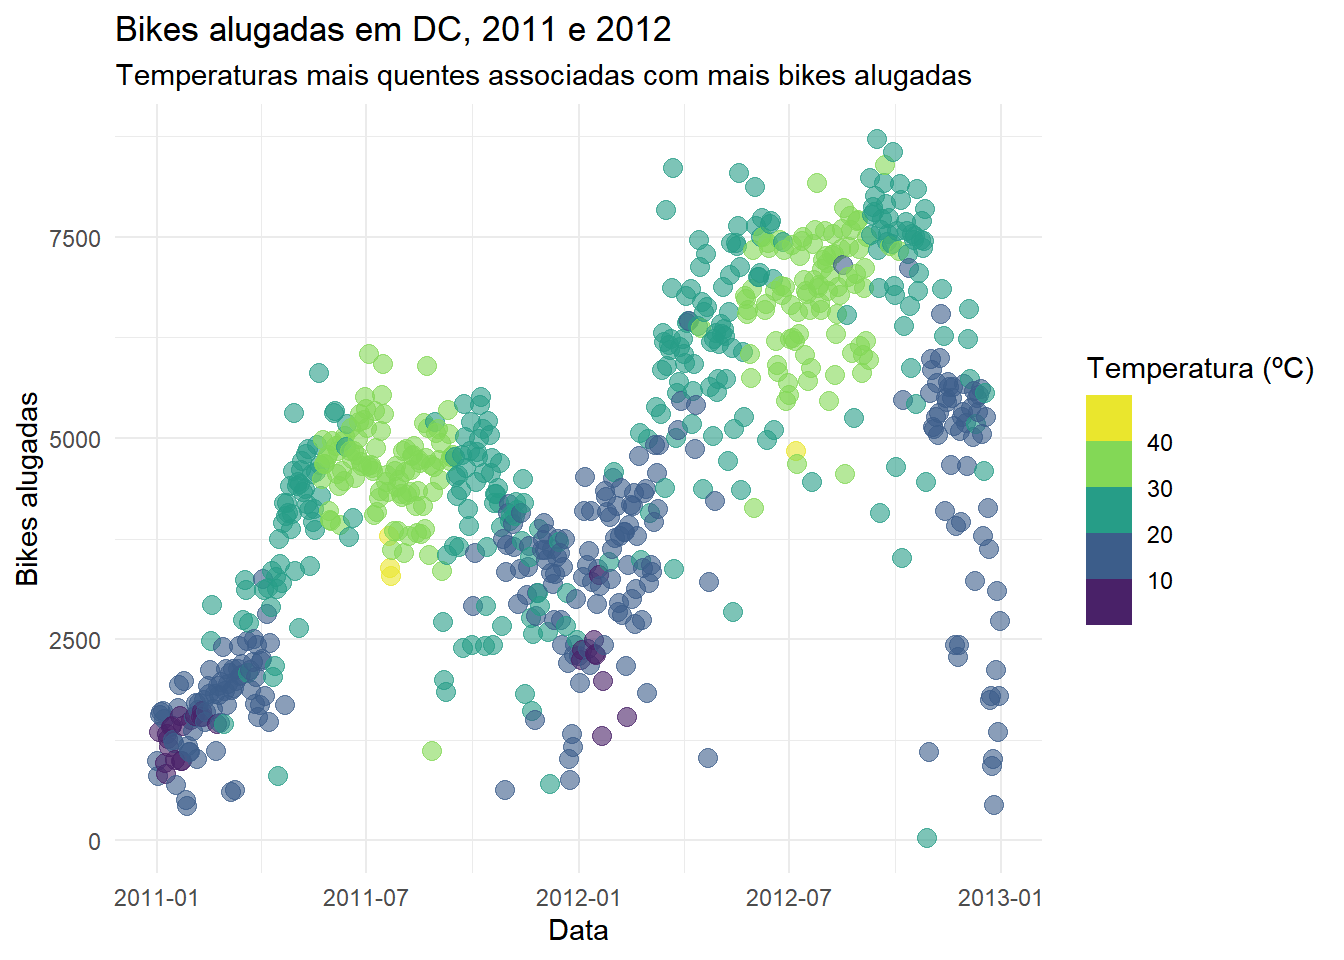 Bikes alugadas em DC, 2011 e 2012
Temperaturas mais quentes associadas com mais bikes alugadas
Bikes alugadas
7500
5000
2500
0
2011-01
2011-07
2012-01
2012-07
2013-01
Data
Temperatura (ºC)
40
30
20
10